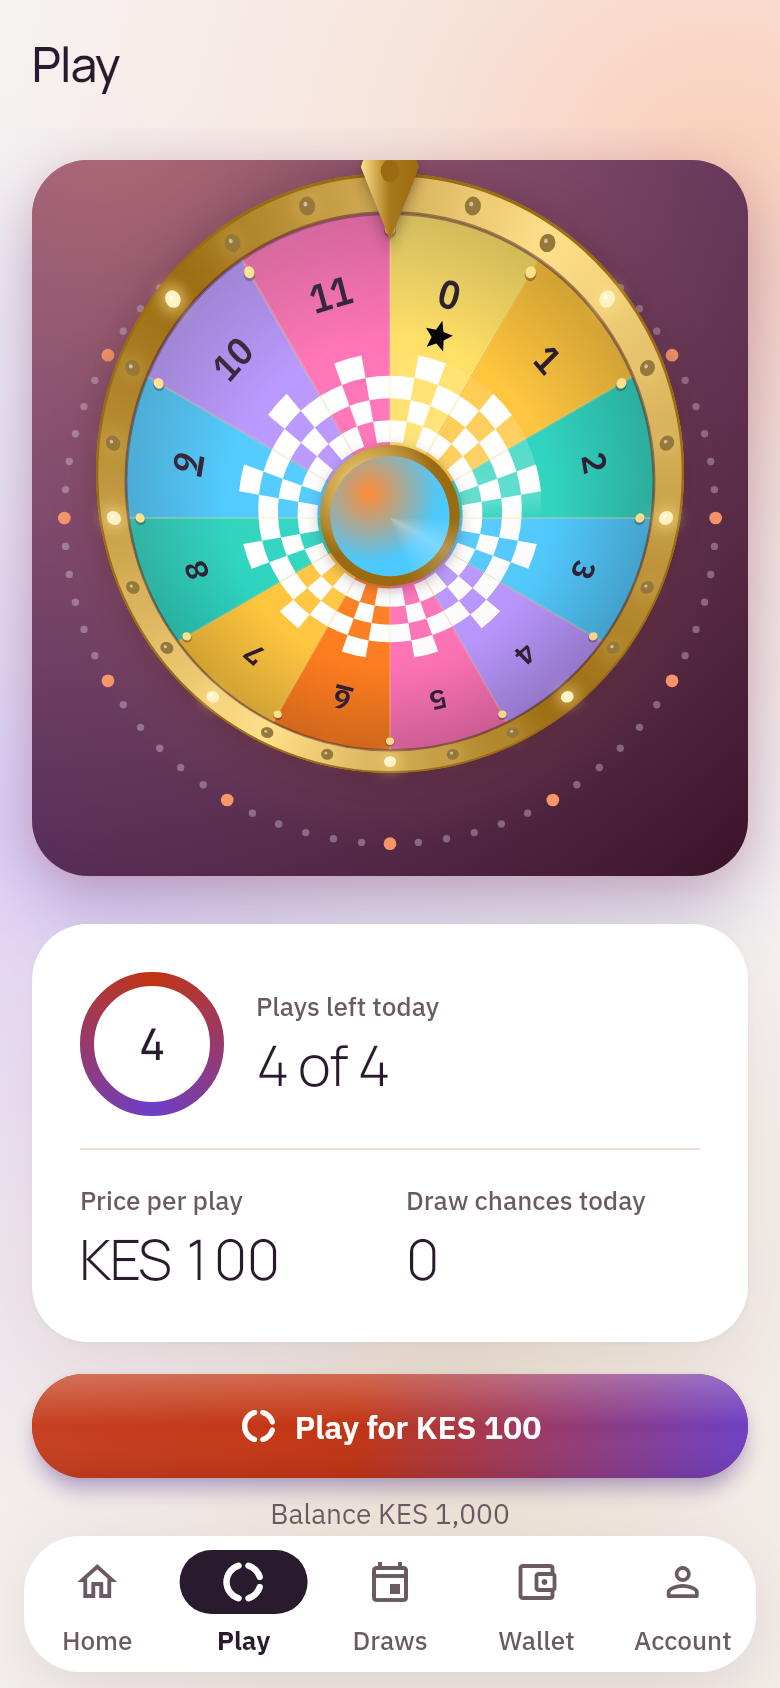 Play
11
0
10
1
9
2
8
3
7
4
6
5
4
Plays left today
4 of 4
Price per play
Draw chances today
KES 100
0
Play for KES 100
Balance KES 1,000
Home
Play
Draws
Wallet
Account